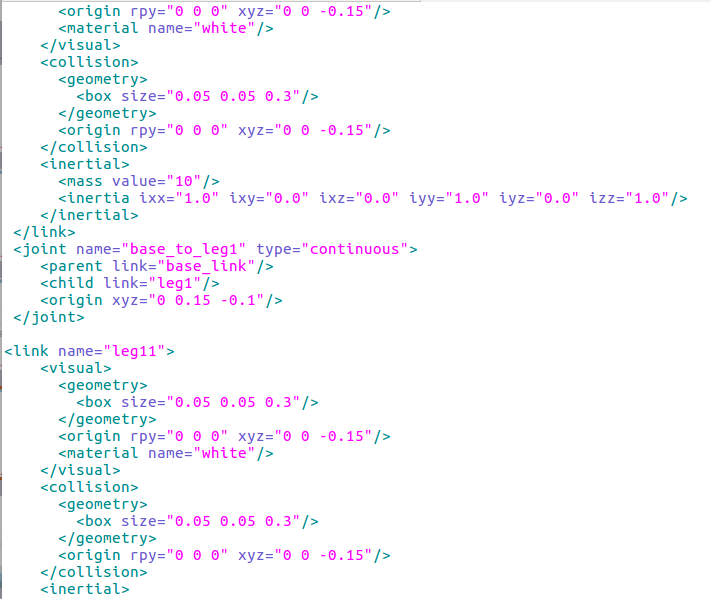 <origin rpy="0 0 0" xyz="0 0 -0.15"/>
<material name="white"/>
</visual>
<collision>
<geometry>
<box size="0.05 0.05 0.3"/>
</geometry>
<origin rpy="0 0 0" xyz="0 0 -0.15"/>
</collision>
<inertial>
<mass value="10"/>
<inertia ixx="1.0" ixy="0.0" ixz="0.0" iyy="1.0" iyz="0.0" izz="1.0"/>
</inertial>
</link>
<joint name="base_to_leg1" type="continuous">
<parent link="base_link"/>
<child link="leg1"/>
<origin xyz="0 0.15 -0.1"/>
</joint>
<link name="leg11">
<visual>
<geometry>
<box size="0.05 0.05 0.3"/>
</geometry>
<origin rpy="0 0 0" xyz="0 0 -0.15"/>
<material name="white"/>
</visual>
<collision>
<geometry>
<box size="0.05 0.05 0.3"/>
</geometry>
<origin rpy="0 0 0" xyz="0 0 -0.15"/>
</collision>
<inertial>